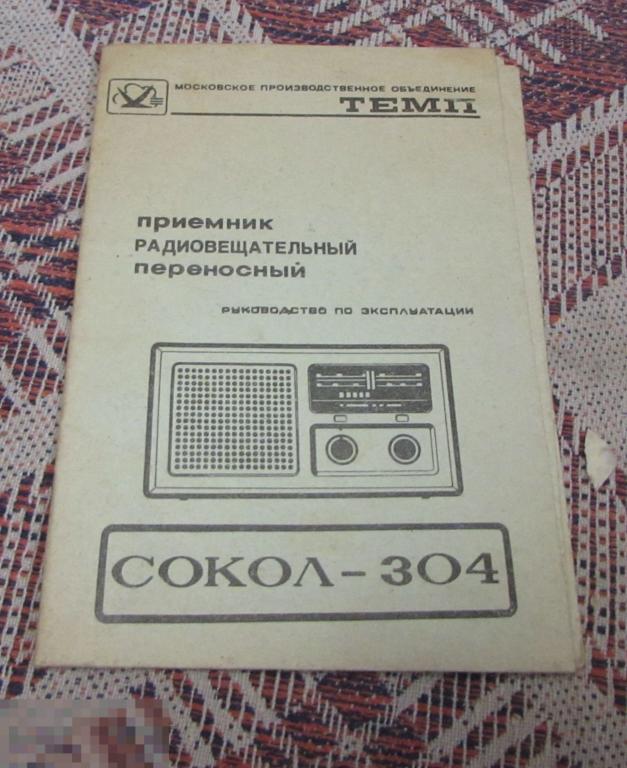 МОСКОВСКОЕ ПРОИЗВОДСТВЕННОЕ ОБЪЕДИНЕНИЕ
ТЕМП
приемник
РАДИОВЕЩАТЕЛЬНЫЙ
переносный
РУКОВОДСТВО ПО ЭКСПЛУАТАЦИИ
СОКОЛ-304